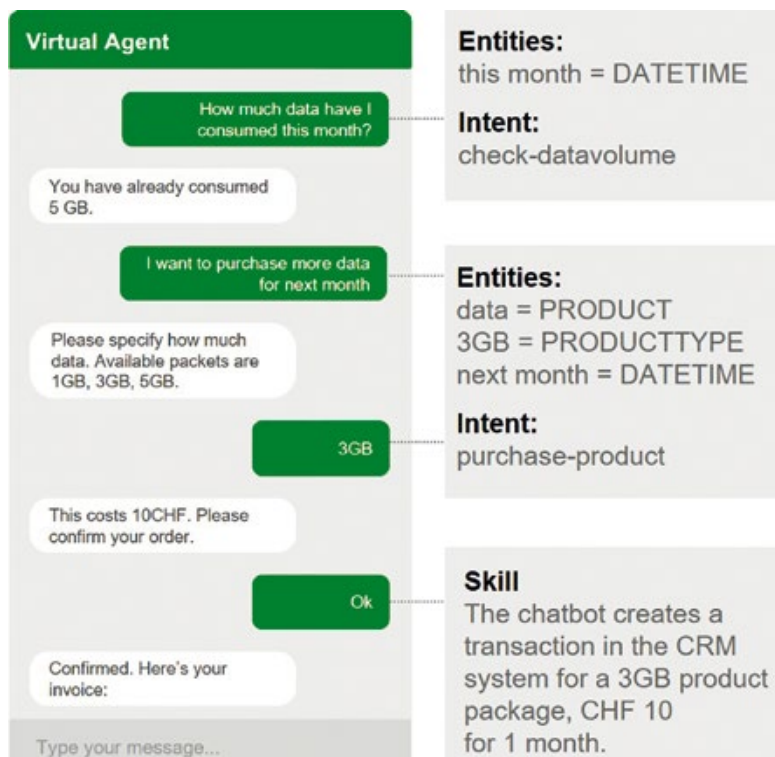 Virtual Agent
How much data have I
consumed this month?
You have already consumed
5 GB.
I want to purchase more data
for next month
Please specify how much
data. Available packets are
1GB, 3GB, 5GB.
3GB
This costs 10CHF. Please
confirm your order.
Ok
Confirmed. Here's your
invoice:
Type your message...
Entities:
this month = DATETIME
Intent:
check-datavolume
Entities:
data = PRODUCT
3GB = PRODUCTTYPE
next month = DATETIME
Intent:
purchase-product
Skill
The chatbot creates a
transaction in the CRM
system for a 3GB product
package, CHF 10
for 1 month.